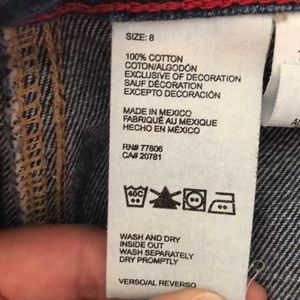 SIZE: 8
100% COTTON
COTON/ALGODÓN
EXCLUSIVE OF DECORATION
SAUF DÉCORATION
EXCEPTO DECORACIÓN
MADE IN MEXICO
FABRIQUÉ AU MEXIQUE
HECHO EN MÉXICO
RN# 77806
CA# 20781
40C
WASH AND DRY
INSIDE OUT
WASH SEPARATELY
DRY PROMPTLY
VERSO/AL REVERSO